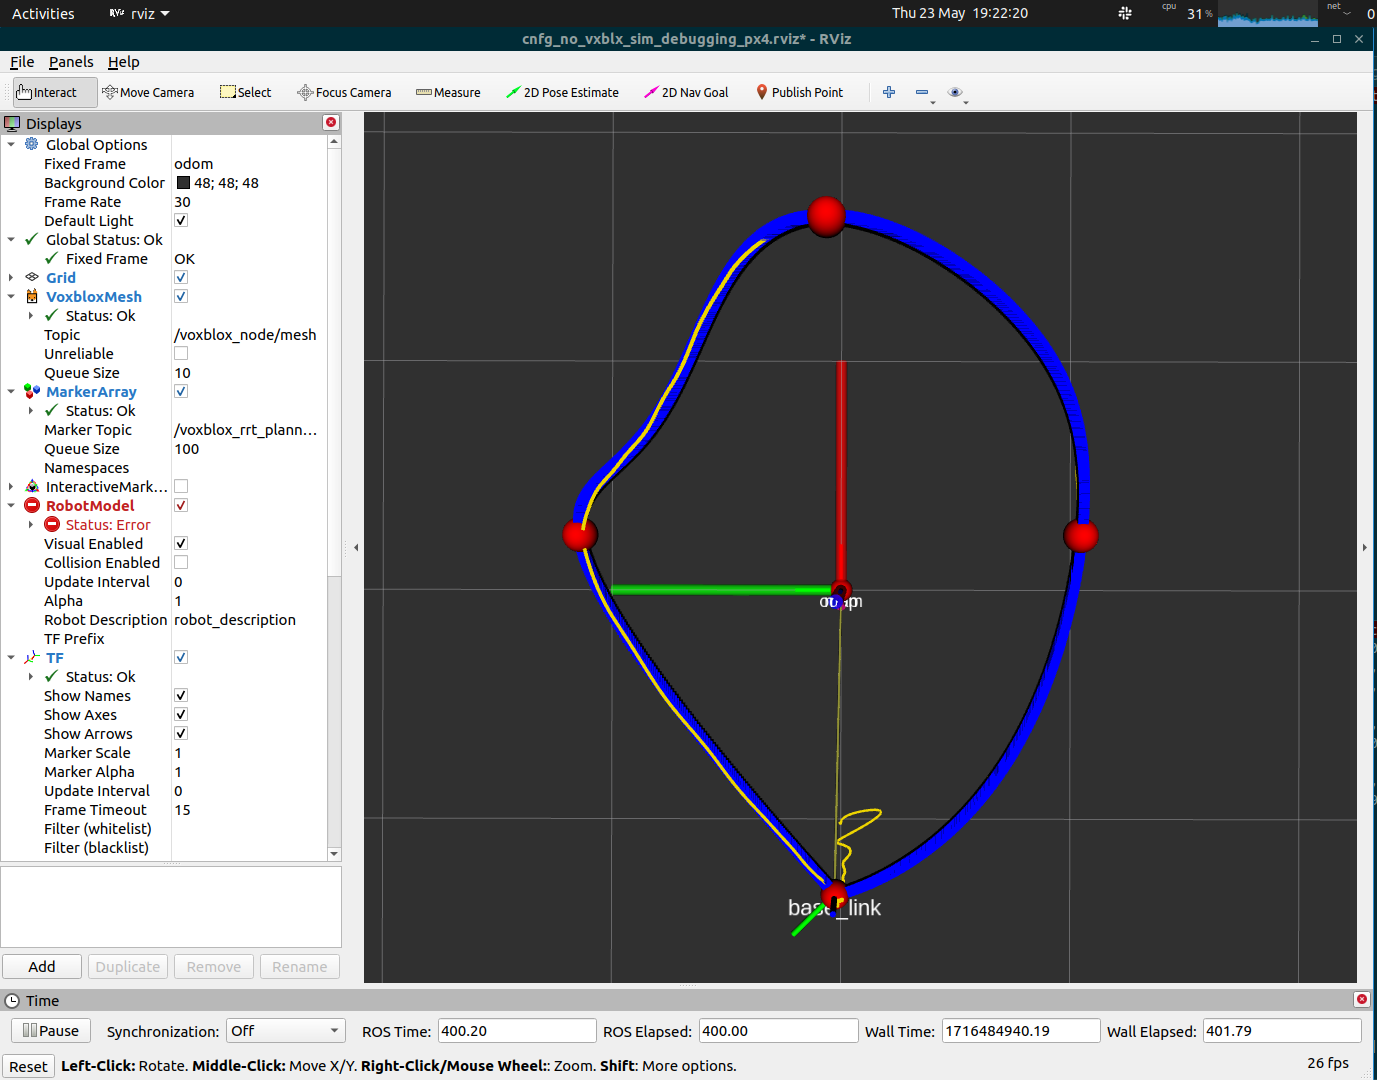 Activities
rviz
Thu 23 May 19:22:20
cpu
31 %
net
0
cnfg_no_vxblx_sim_debugging_px4.rviz* - RViz
File Panels Help
Interact Move Camera Select Focus Camera Measure 2D Pose Estimate 2D Nav Goal Publish Point
Displays
Global Options
Fixed Frame odom
Background Color 48; 48; 48
Frame Rate 30
Default Light
Global Status: Ok
Fixed Frame OK
Grid
VoxbloxMesh
Status: Ok
Topic /voxblox_node/mesh
Unreliable
Queue Size 10
MarkerArray
Status: Ok
Marker Topic /voxblox_rrt_plann...
Queue Size 100
Namespaces
InteractiveMark...
RobotModel
Status: Error
Visual Enabled
Collision Enabled
Update Interval 0
Alpha 1
Robot Description robot_description
TF Prefix
TF
Status: Ok
Show Names
Show Axes
Show Arrows
Marker Scale 1
Marker Alpha 1
Update Interval 0
Frame Timeout 15
Filter (whitelist)
Filter (blacklist)
base_link
Add Duplicate Remove Rename
Time
Pause Synchronization: Off ROS Time: 400.20 ROS Elapsed: 400.00 Wall Time: 1716484940.19 Wall Elapsed: 401.79
Reset Left-Click: Rotate. Middle-Click: Move X/Y. Right-Click/Mouse Wheel:: Zoom. Shift: More options. 26 fps